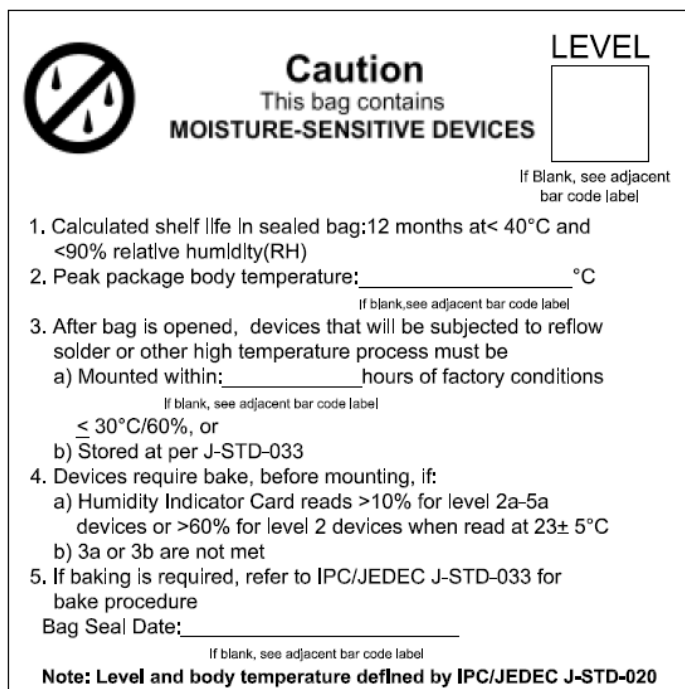 LEVEL
Caution
This bag contains
MOISTURE-SENSITIVE DEVICES
If Blank, see adjacent
bar code label
1. Calculated shelf life in sealed bag:12 months at< 40°C and
<90% relative humidity(RH)
2. Peak package body temperature:____________________°C
If blank,see adjacent bar code label
3. After bag is opened, devices that will be subjected to reflow
solder or other high temperature process must be
a) Mounted within:_____________hours of factory conditions
If blank, see adjacent bar code label
≤ 30°C/60%, or
b) Stored at per J-STD-033
4. Devices require bake, before mounting, if:
a) Humidity Indicator Card reads >10% for level 2a-5a
devices or >60% for level 2 devices when read at 23± 5°C
b) 3a or 3b are not met
5. If baking is required, refer to IPC/JEDEC J-STD-033 for
bake procedure
Bag Seal Date:__________________________
If blank, see adjacent bar code label
Note: Level and body temperature defined by IPC/JEDEC J-STD-020